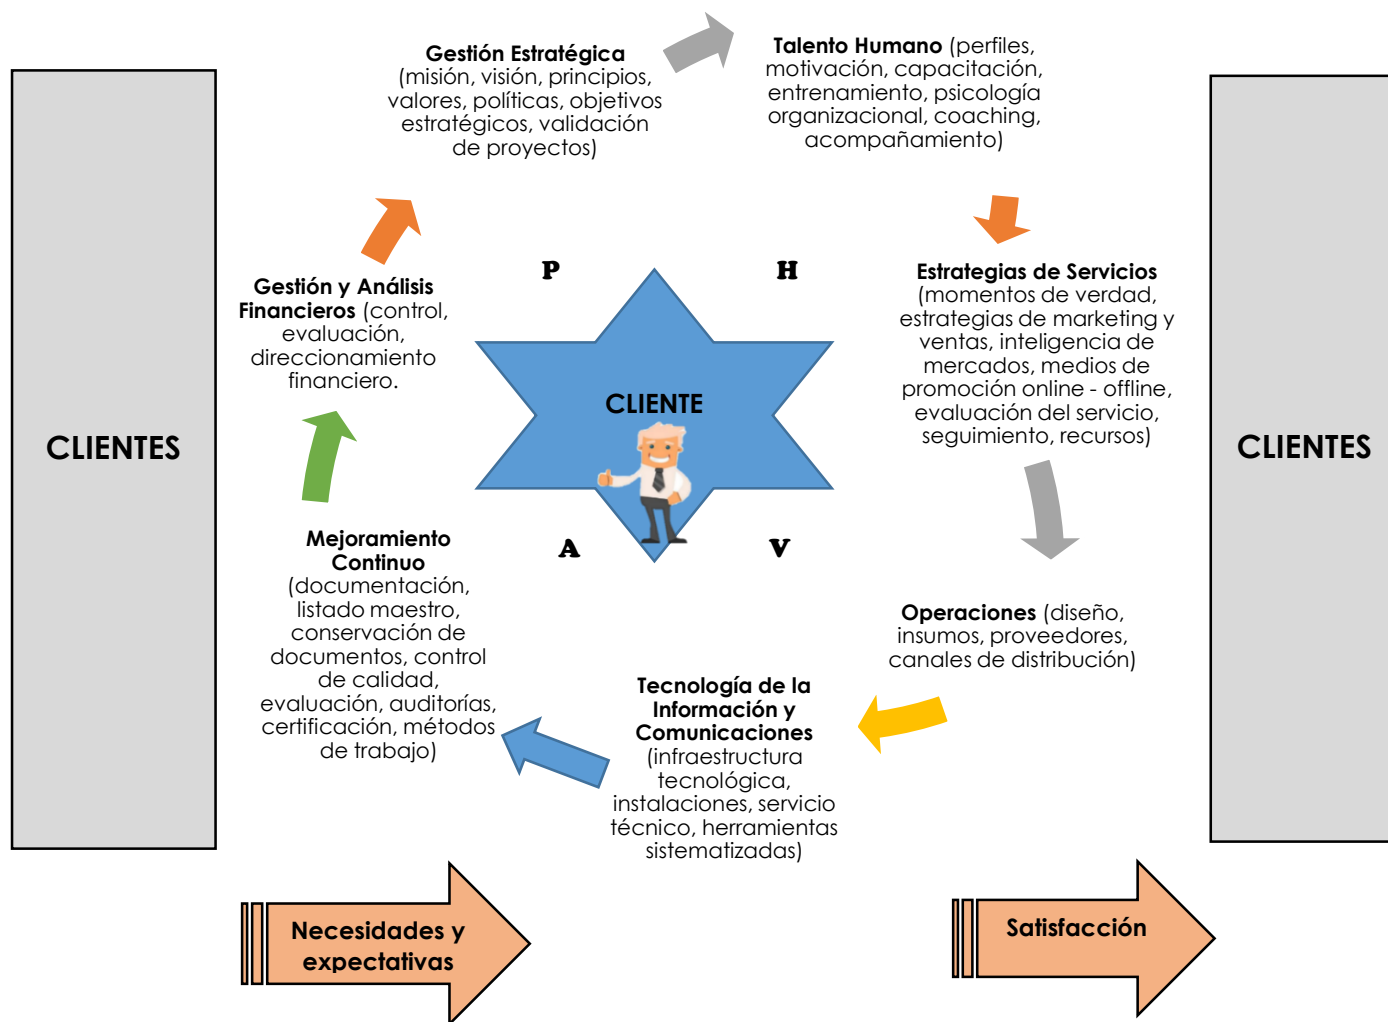 CLIENTES
Gestión Estratégica
(misión, visión, principios,
valores, políticas, objetivos
estratégicos, validación
de proyectos)
Talento Humano (perfiles,
motivación, capacitación,
entrenamiento, psicología
organizacional, coaching,
acompañamiento)
Estrategias de Servicios
(momentos de verdad,
estrategias de marketing y
ventas, inteligencia de
mercados, medios de
promoción online - offline,
evaluación del servicio,
seguimiento, recursos)
Operaciones (diseño,
insumos, proveedores,
canales de distribución)
Tecnología de la
Información y
Comunicaciones
(infraestructura
tecnológica,
instalaciones, servicio
técnico, herramientas
sistematizadas)
Mejoramiento
Continuo
(documentación,
listado maestro,
conservación de
documentos, control
de calidad,
evaluación, auditorías,
certificación, métodos
de trabajo)
Gestión y Análisis
Financieros (control,
evaluación,
direccionamiento
financiero.
P
H
CLIENTE
A
V
CLIENTES
Necesidades y
expectativas
Satisfacción